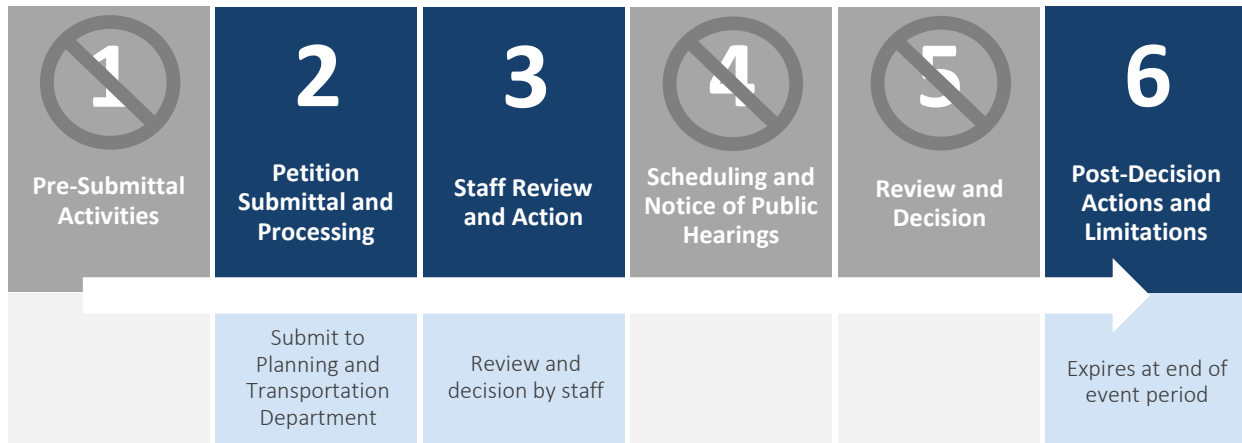 1
Pre-Submittal
Activities
2
Petition
Submittal and
Processing
Submit to
Planning and
Transportation
Department
3
Staff Review
and Action
Review and
decision by staff
4
Scheduling and
Notice of Public
Hearings
5
Review and
Decision
6
Post-Decision
Actions and
Limitations
Expires at end of
event period